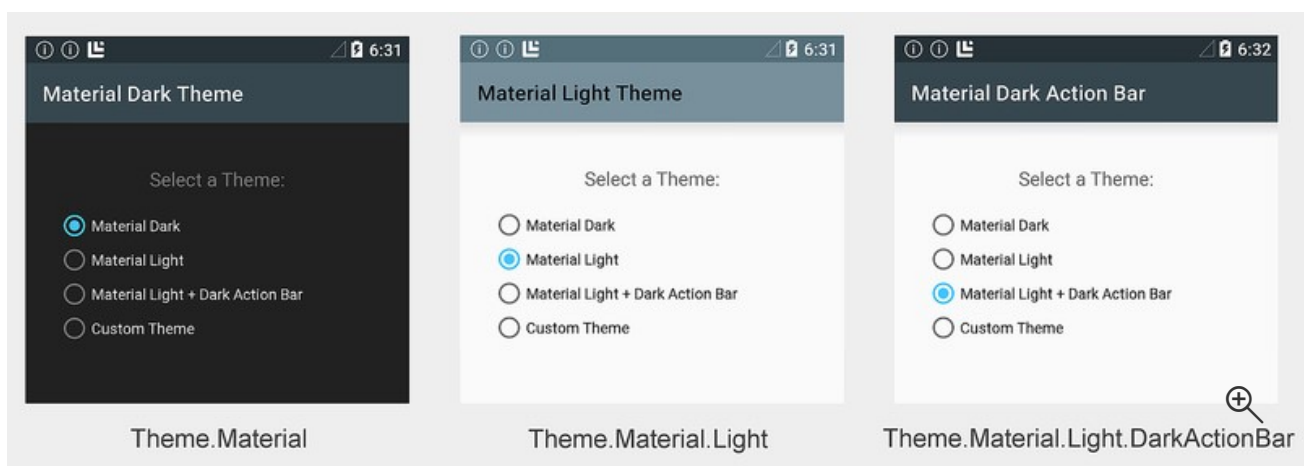 6:31
Material Dark Theme
Select a Theme:
Material Dark
Material Light
Material Light + Dark Action Bar
Custom Theme
Theme.Material
6:31
Material Light Theme
Select a Theme:
Material Dark
Material Light
Material Light + Dark Action Bar
Custom Theme
Theme.Material.Light
6:32
Material Dark Action Bar
Select a Theme:
Material Dark
Material Light
Material Light + Dark Action Bar
Custom Theme
Theme.Material.Light.DarkActionBar